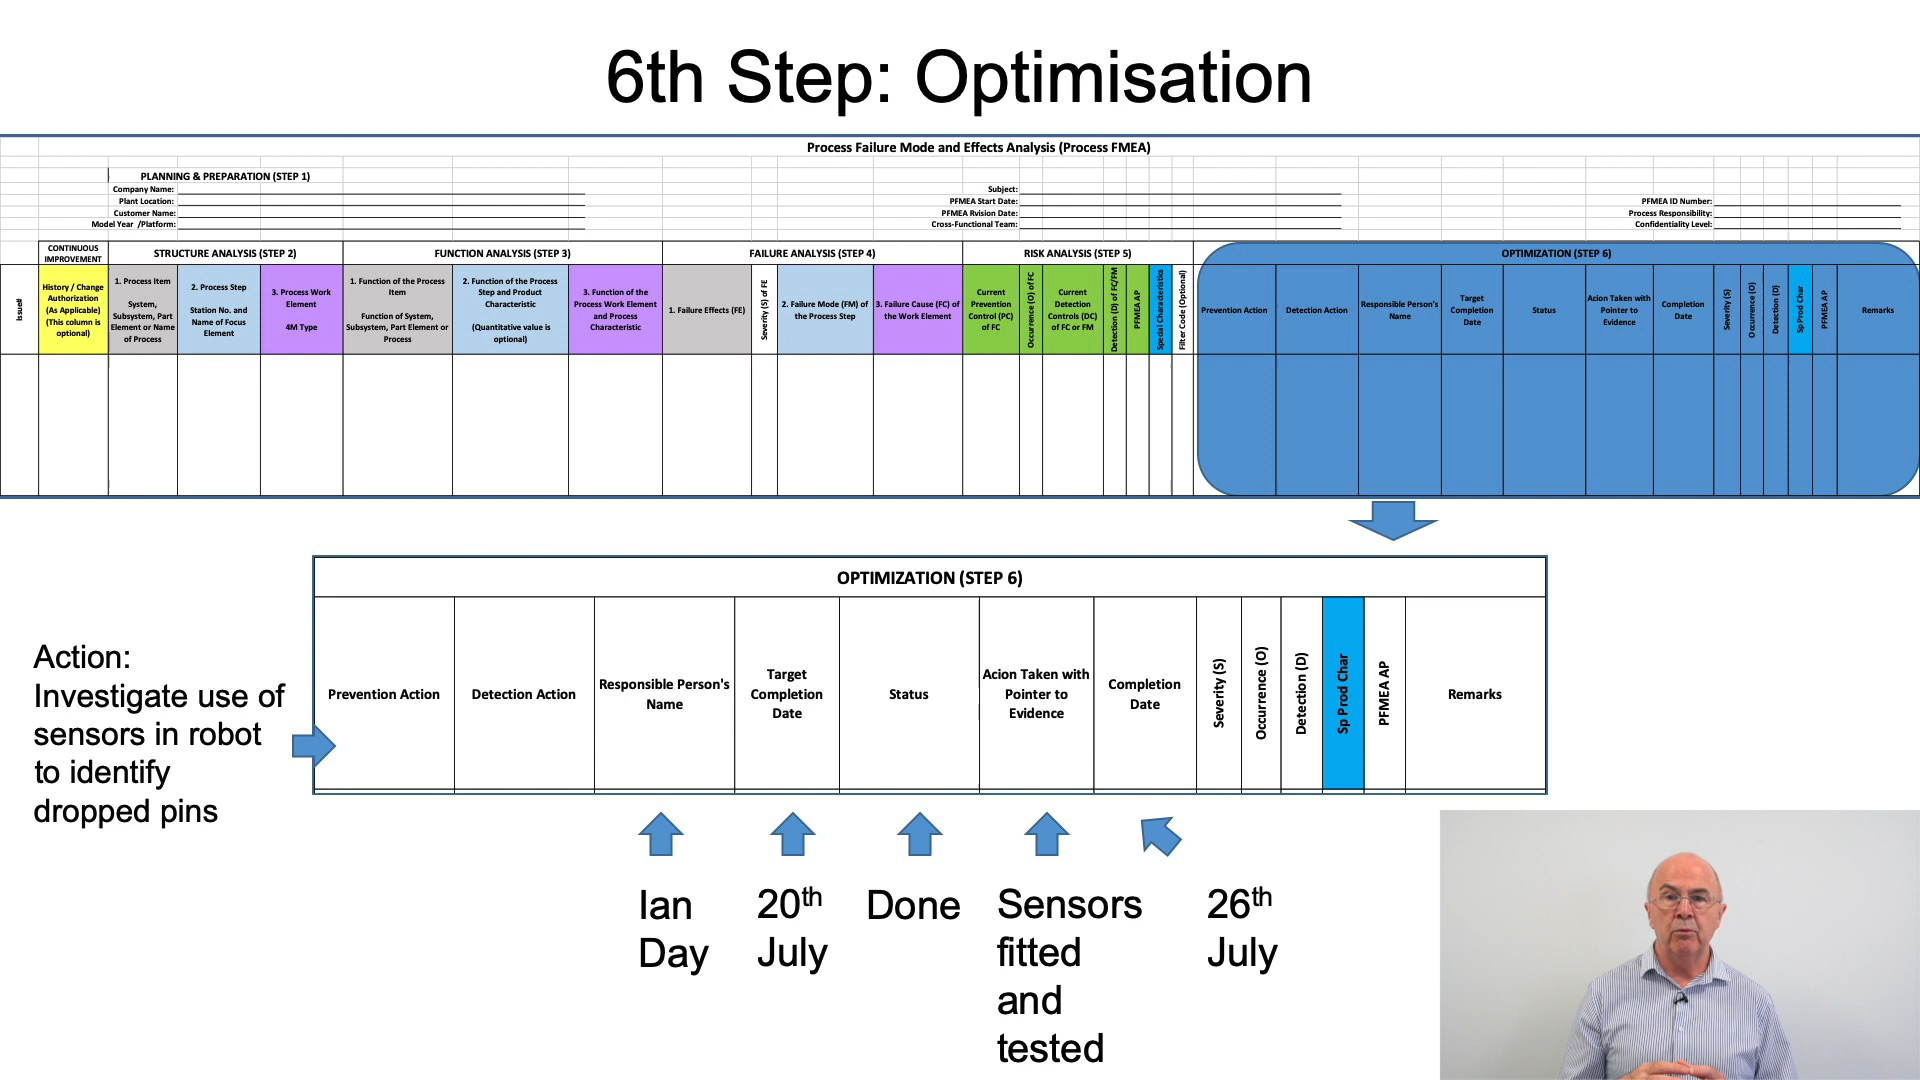 6th Step: Optimisation
Process Failure Mode and Effects Analysis (Process FMEA)
PLANNING & PREPARATION (STEP 1)
Company Name:
Plant Location:
Customer Name:
Model Year /Platform:
Subject:
PFMEA Start Date:
PFMEA Rvision Date:
Cross-Functional Team:
PFMEA ID Number:
Process Responsibility:
Confidentiality Level:
CONTINUOUS
IMPROVEMENT
STRUCTURE ANALYSIS (STEP 2)
FUNCTION ANALYSIS (STEP 3)
FAILURE ANALYSIS (STEP 4)
RISK ANALYSIS (STEP 5)
OPTIMIZATION (STEP 6)
Issue#
History / Change
Authorization
(As Applicable)
(This column is
optional)
1. Process Item
System,
Subsystem, Part
Element or Name
of Process
2. Process Step
Station No. and
Name of Focus
Element
3. Process Work
Element
4M Type
1. Function of the Process
Item
Function of System,
Subsystem, Part Element or
Process
2. Function of the Process
Step and Product
Characteristic
(Quantitative value is
optional)
3. Function of the
Process Work Element
and Process
Characteristic
1. Failure Effects (FE)
Severity (S) of FE
2. Failure Mode (FM) of
the Process Step
3. Failure Cause (FC) of
the Work Element
Current
Prevention
Control (PC)
of FC
Occurrence (O) of FC
Current
Detection
Controls (DC)
of FC or FM
Detection (D) of FC/FM
PFMEA AP
Special Characteristics
Filter Code (Optional)
Prevention Action
Detection Action
Responsible Person's
Name
Target
Completion
Date
Status
Acion Taken with
Pointer to
Evidence
Completion
Date
Severity (S)
Occurrence (O)
Detection (D)
Sp Prod Char
PFMEA AP
Remarks
OPTIMIZATION (STEP 6)
Prevention Action
Detection Action
Responsible Person's
Name
Target
Completion
Date
Status
Acion Taken with
Pointer to
Evidence
Completion
Date
Severity (S)
Occurrence (O)
Detection (D)
Sp Prod Char
PFMEA AP
Remarks
Action:
Investigate use of
sensors in robot
to identify
dropped pins
Ian
Day
20th
July
Done
Sensors
fitted
and
tested
26th
July